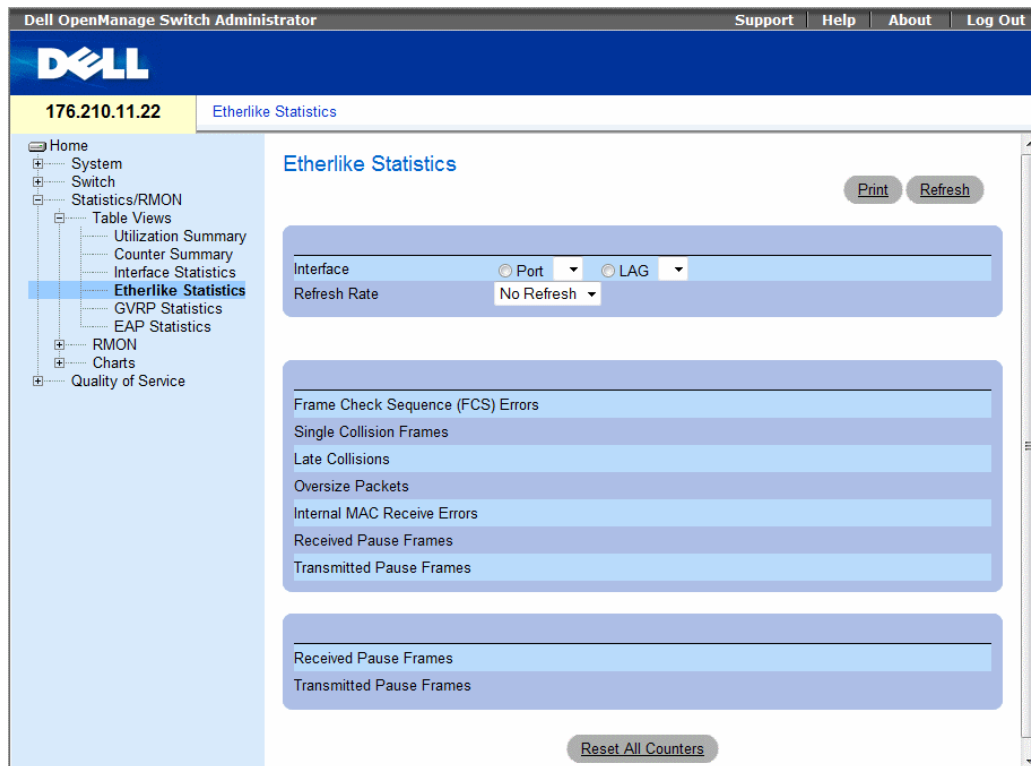 Dell OpenManage Switch Administrator Support Help About Log Out
DELL
176.210.11.22 Etherlike Statistics
Home
System
Switch
Statistics/RMON
Table Views
Utilization Summary
Counter Summary
Interface Statistics
Etherlike Statistics
GVRP Statistics
EAP Statistics
RMON
Charts
Quality of Service
Etherlike Statistics
Print Refresh
Interface Port LAG
Refresh Rate No Refresh
Frame Check Sequence (FCS) Errors
Single Collision Frames
Late Collisions
Oversize Packets
Internal MAC Receive Errors
Received Pause Frames
Transmitted Pause Frames
Received Pause Frames
Transmitted Pause Frames
Reset All Counters